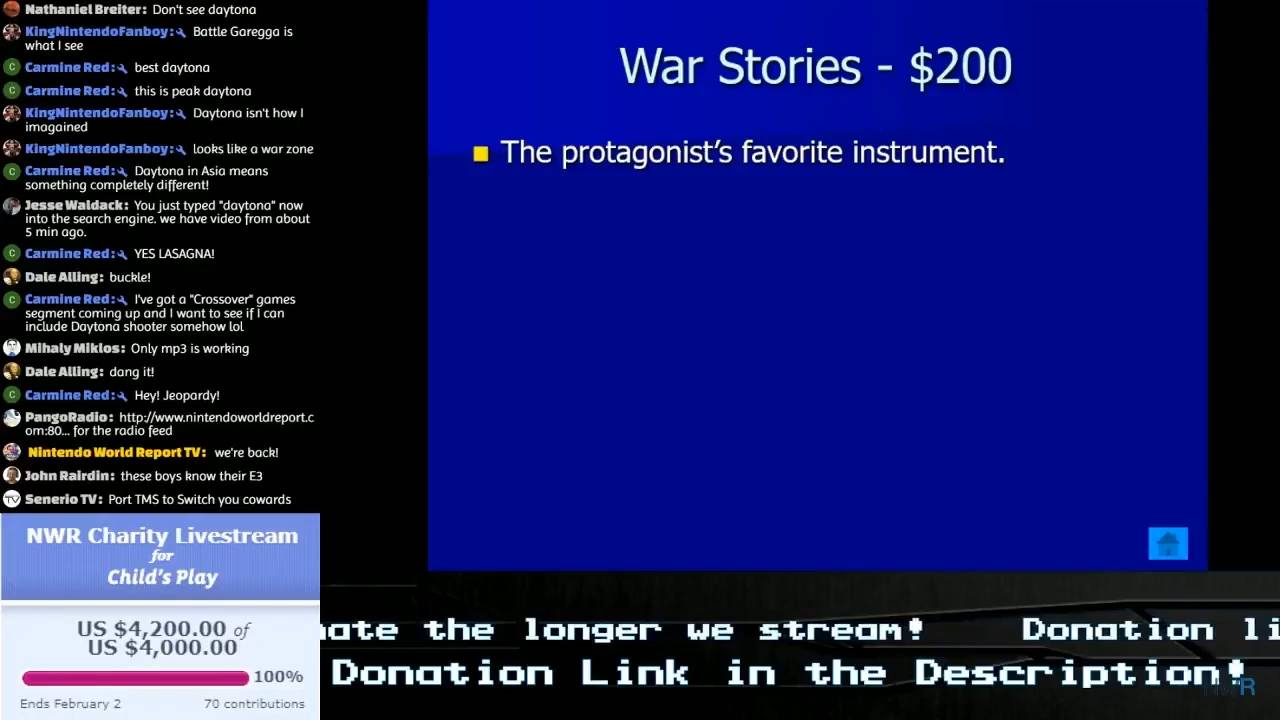 Nathaniel Breiter: Don't see daytona
KingNintendoFanboy: Battle Garegga is
what I see
Carmine Red: best daytona
Carmine Red: this is peak daytona
KingNintendoFanboy: Daytona isn't how I
imagained
KingNintendoFanboy: looks like a war zone
Carmine Red: Daytona in Asia means
something completely different!
Jesse Waldack: You just typed "daytona" now
into the search engine. we have video from about
5 min ago.
Carmine Red: YES LASAGNA!
Dale Alling: buckle!
Carmine Red: I've got a "Crossover" games
segment coming up and I want to see if I can
include Daytona shooter somehow lol
Mihaly Miklos: Only mp3 is working
Dale Alling: dang it!
Carmine Red: Hey! Jeopardy!
PangoRadio: http://www.nintendoworldreport.c
om:80... for the radio feed
Nintendo World Report TV: we're back!
John Rairdin: these boys know their E3
Senerio TV: Port TMS to Switch you cowards
NWR Charity Livestream
for
Child's Play
US $4,200.00 of
US $4,000.00
100%
Ends February 2 70 contributions
War Stories - $200
The protagonist's favorite instrument.
nate the longer we stream! Donation li
Donation Link in the Description!
NWR